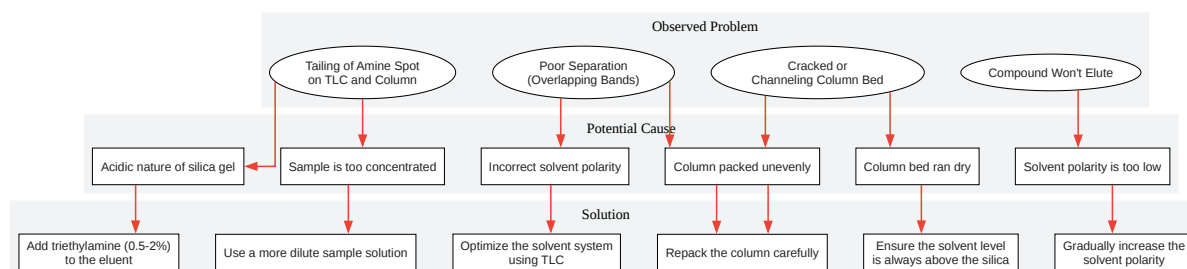 Observed Problem
Tailing of Amine Spot
on TLC and Column
Poor Separation
(Overlapping Bands)
Cracked or
Channeling Column Bed
Compound Won't Elute
Potential Cause
Acidic nature of silica gel
Sample is too concentrated
Incorrect solvent polarity
Column packed unevenly
Column bed ran dry
Solvent polarity is too low
Solution
Add triethylamine (0.5-2%)
to the eluent
Use a more dilute sample solution
Optimize the solvent system
using TLC
Repack the column carefully
Ensure the solvent level
is always above the silica
Gradually increase the
solvent polarity